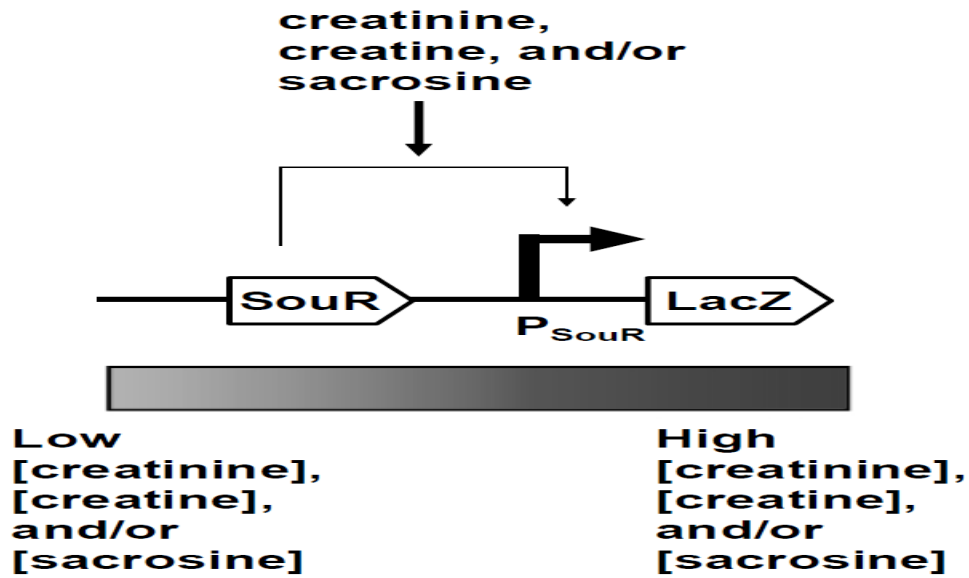 creatinine,
creatine, and/or
sacrosine
SouR
LacZ
PSouR
Low
[creatinine],
[creatine],
and/or
[sacrosine]
High
[creatinine],
[creatine],
and/or
[sacrosine]